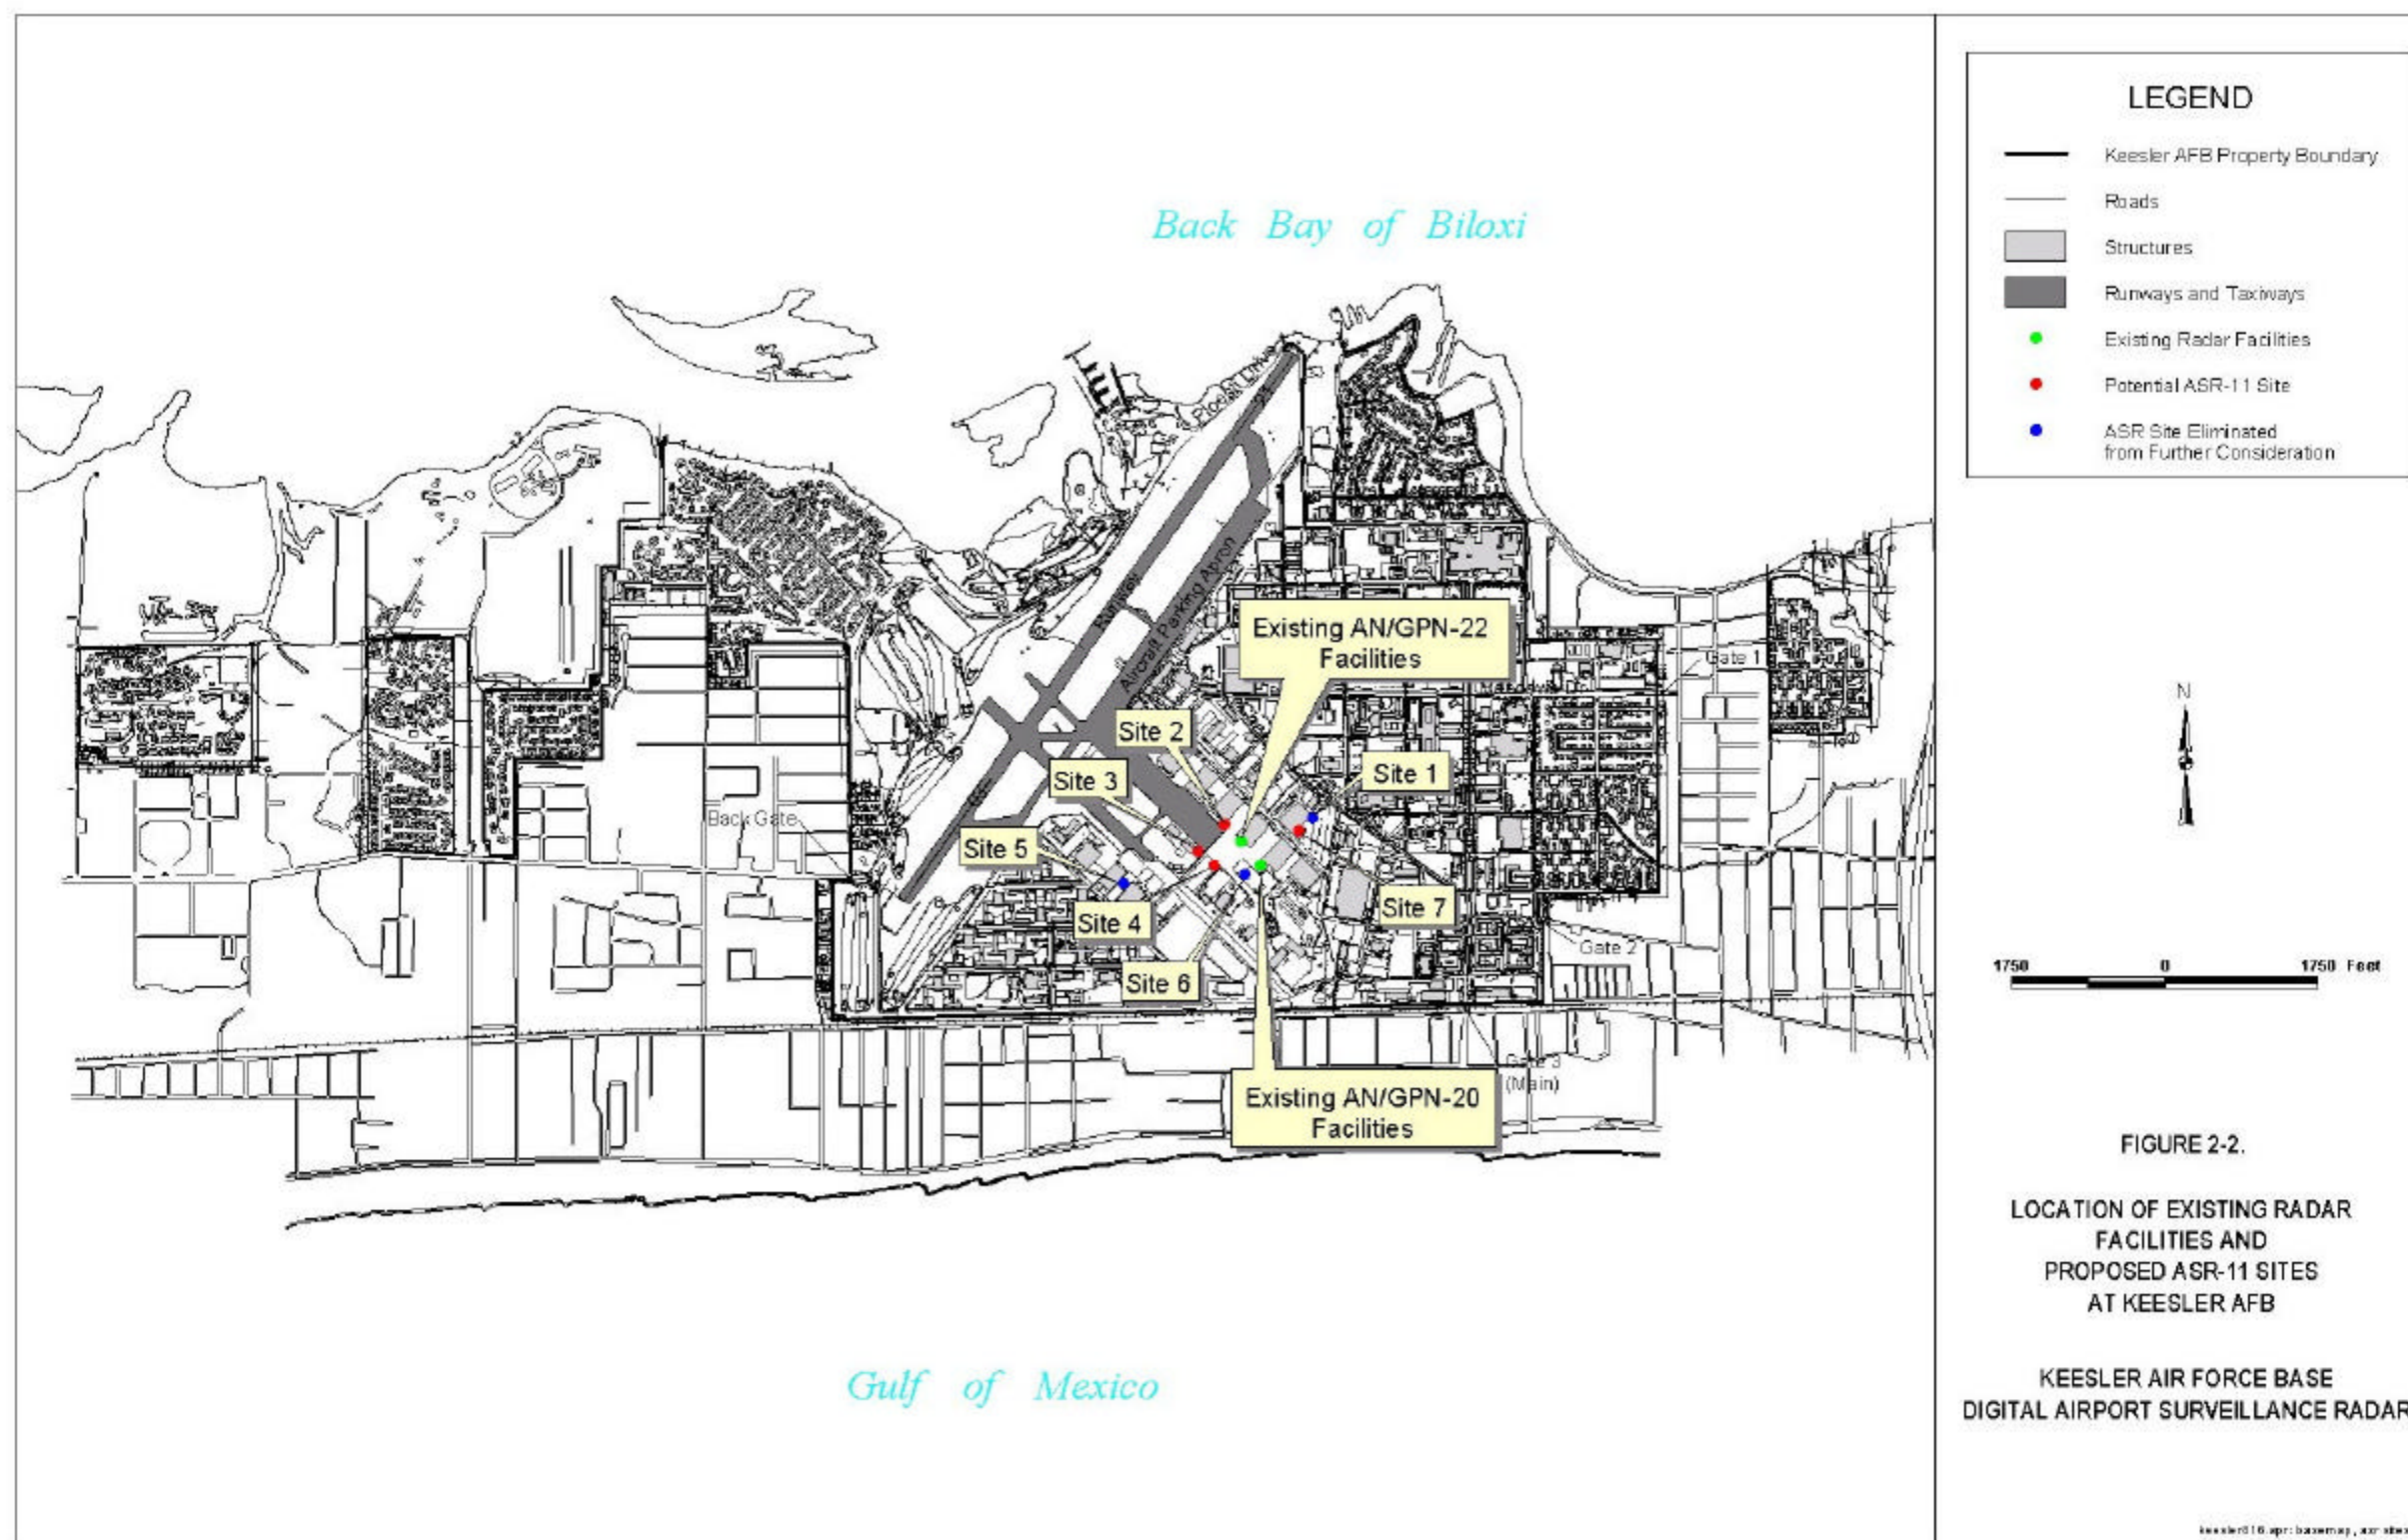 Back Bay of Biloxi
Ploesti Drive
Runway
Aircraft Parking Apron
Existing AN/GPN-22
Facilities
Gate 1
Site 2
Site 3
Site 1
Back Gate
Site 5
Site 4
Site 7
Gate 2
Site 6
Gate 3
(Main)
Existing AN/GPN-20
Facilities
Gulf of Mexico
LEGEND
Keesler AFB Property Boundary
Roads
Structures
Runways and Taxiways
Existing Radar Facilities
Potential ASR-11 Site
ASR Site Eliminated
from Further Consideration
N
1750 0 1750 Feet
FIGURE 2-2.
LOCATION OF EXISTING RADAR
FACILITIES AND
PROPOSED ASR-11 SITES
AT KEESLER AFB
KEESLER AIR FORCE BASE
DIGITAL AIRPORT SURVEILLANCE RADAR